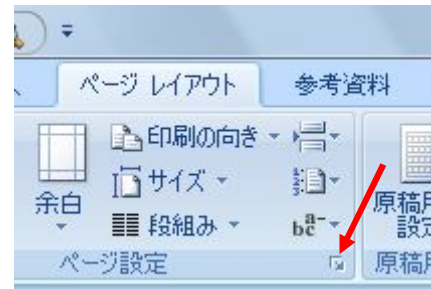 ページ レイアウト
参考資料
余白
印刷の向き
サイズ
段組み
原稿用
設定
ページ設定
原稿用